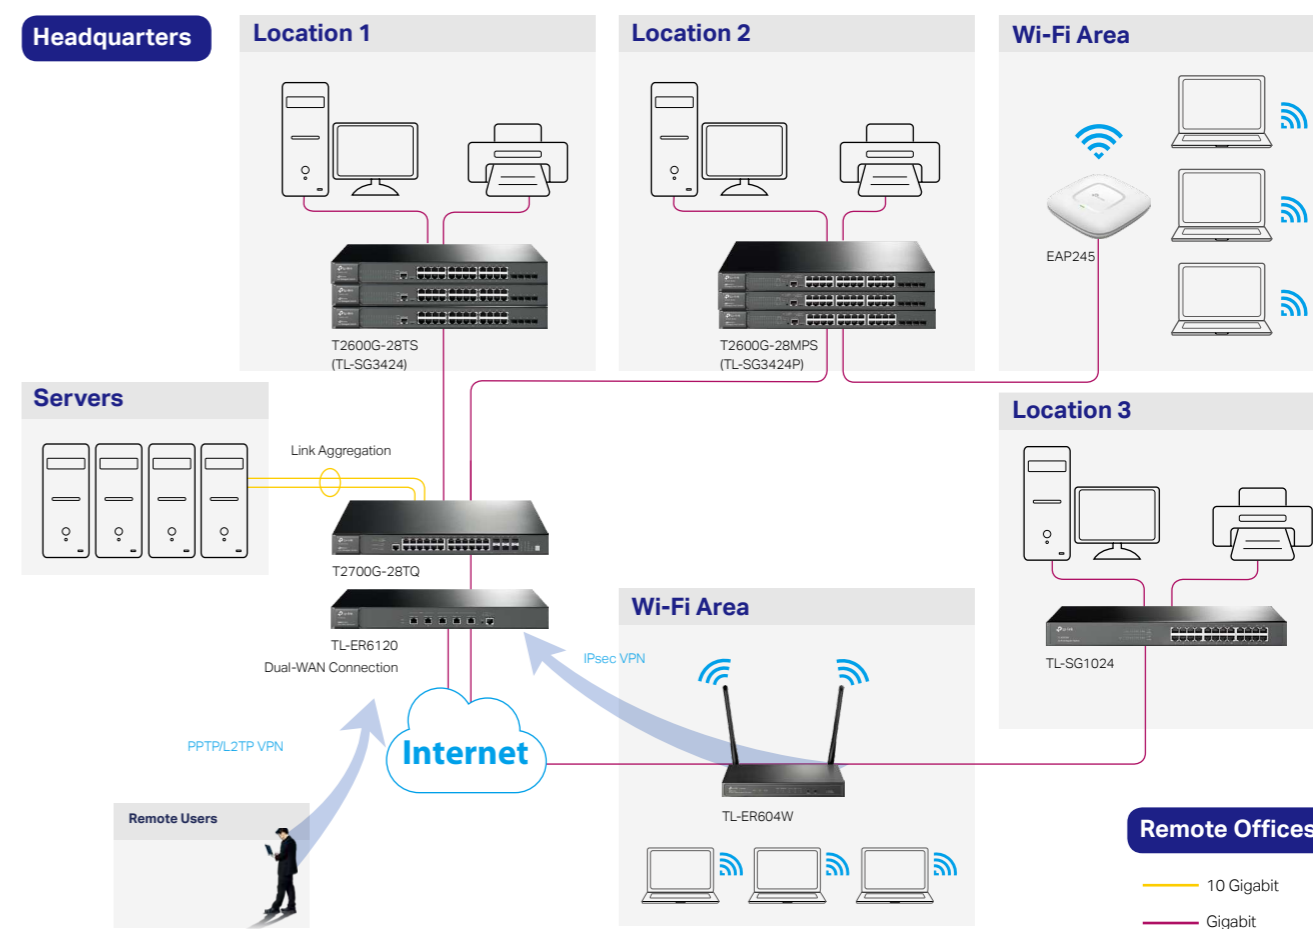 Headquarters
Location 1
Location 2
Wi-Fi Area
EAP245
T2600G-28TS
(TL-SG3424)
T2600G-28MPS
(TL-SG3424P)
Servers
Link Aggregation
Location 3
T2700G-28TQ
TL-ER6120
Dual-WAN Connection
IPsec VPN
Wi-Fi Area
TL-SG1024
PPTP/L2TP VPN
Internet
Remote Users
TL-ER604W
Remote Offices
10 Gigabit
Gigabit